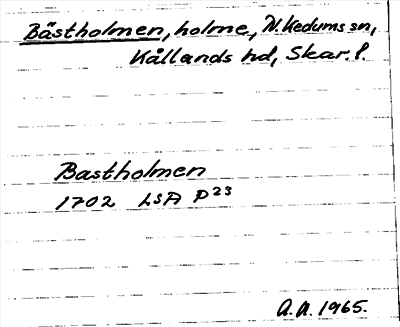 Bästholmen, holme, N. Kedums sn,
Kållands hd, Skar. l.
Bastholmen
1702 LSA P23
A.N. 1965.